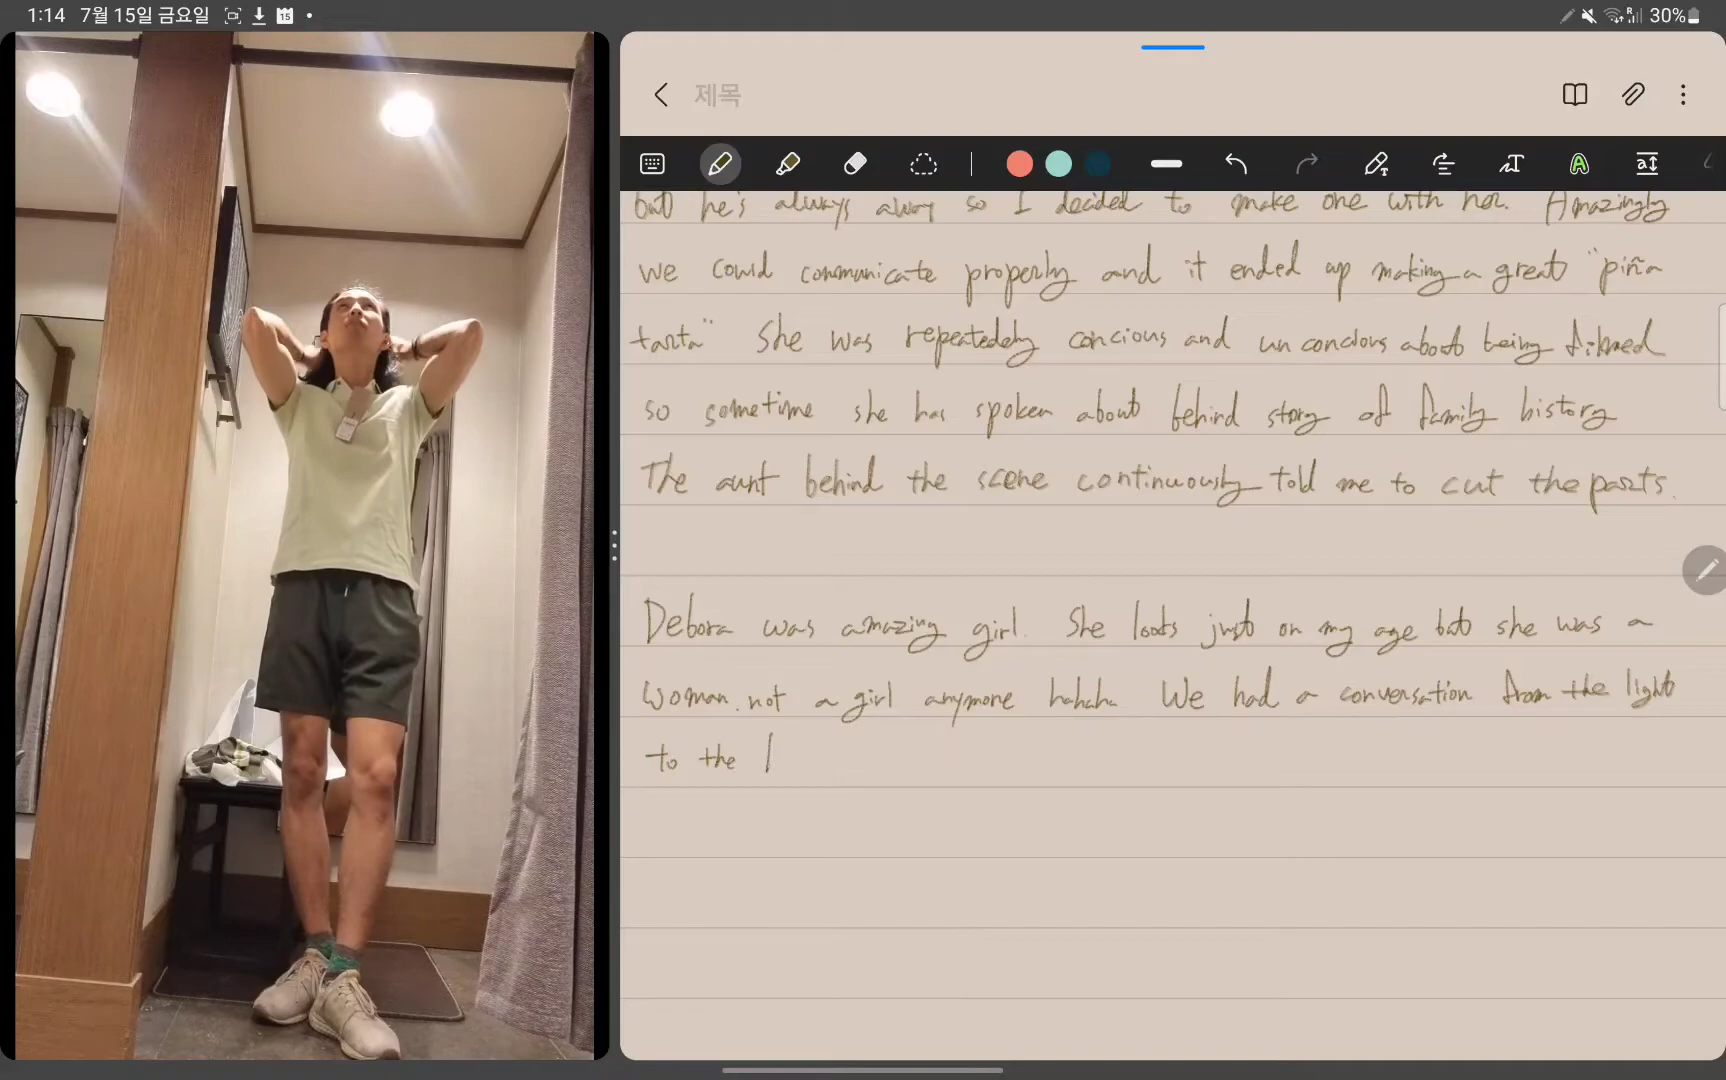 1:14 7월 15일 금요일
15
R
30%
제목
but he's always away so I decided to make one with her. Amazingly
we could communicate properly and it ended up making a great "piña
tarta" She was repeatedely concious and unconcious about being filmed
so sometime she has spoken about behind story of family history
The aunt behind the scene continuously told me to cut the parts.
Debora was amazing girl. She looks just on my age but she was a
woman. not a girl anymore hahaha We had a conversation from the light
to the